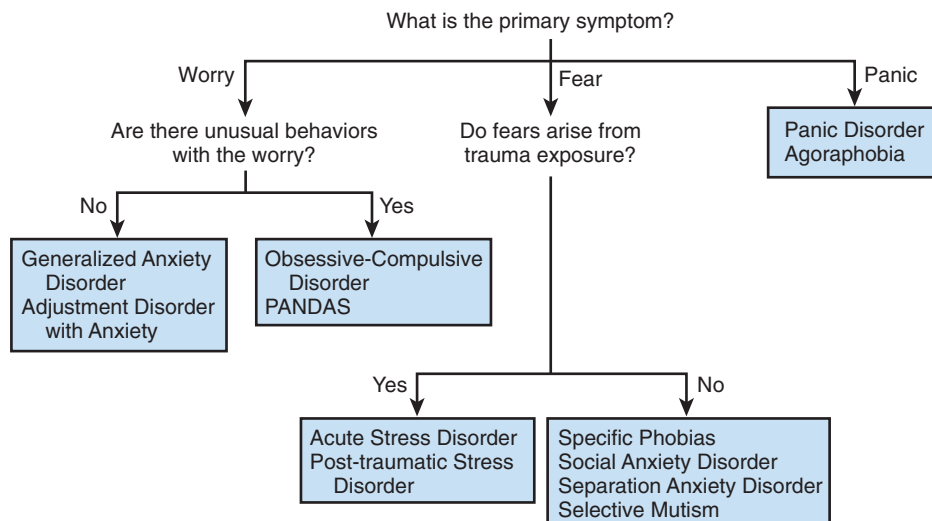 What is the primary symptom?
Worry
Fear
Panic
Are there unusual behaviors
with the worry?
Do fears arise from
trauma exposure?
Panic Disorder
Agoraphobia
No
Yes
Generalized Anxiety
Disorder
Adjustment Disorder
with Anxiety
Obsessive-Compulsive
Disorder
PANDAS
Yes
No
Acute Stress Disorder
Post-traumatic Stress
Disorder
Specific Phobias
Social Anxiety Disorder
Separation Anxiety Disorder
Selective Mutism